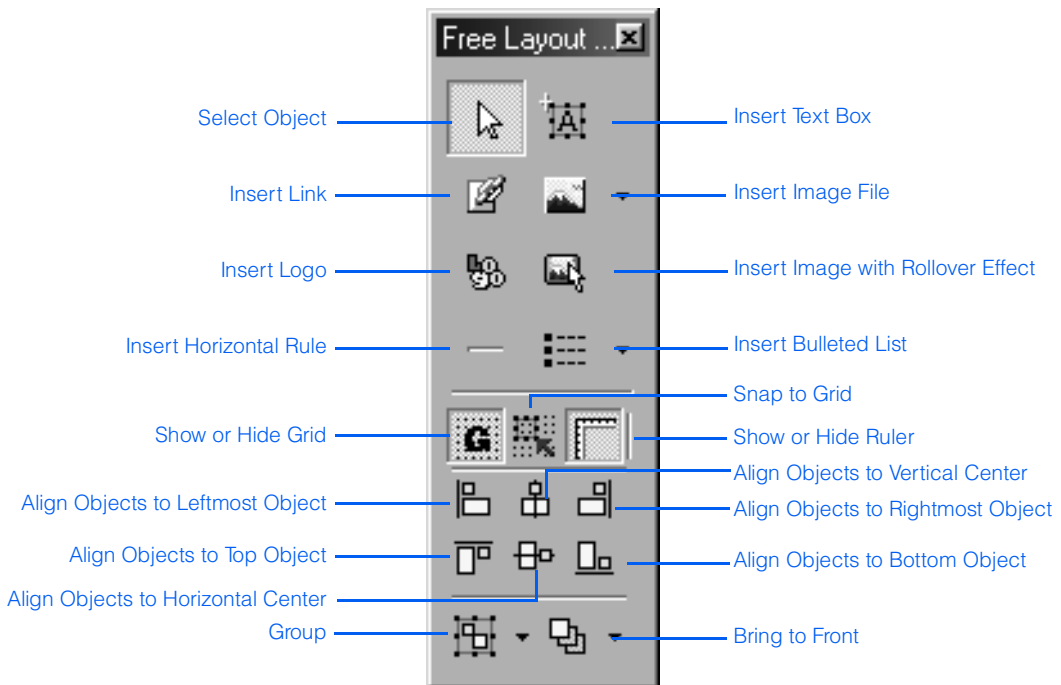 Free Layout ...
Select Object
Insert Text Box
Insert Link
Insert Image File
Insert Logo
Insert Image with Rollover Effect
Insert Horizontal Rule
Insert Bulleted List
Snap to Grid
Show or Hide Grid
G
Show or Hide Ruler
Align Objects to Vertical Center
Align Objects to Leftmost Object
Align Objects to Rightmost Object
Align Objects to Top Object
Align Objects to Bottom Object
Align Objects to Horizontal Center
Group
Bring to Front